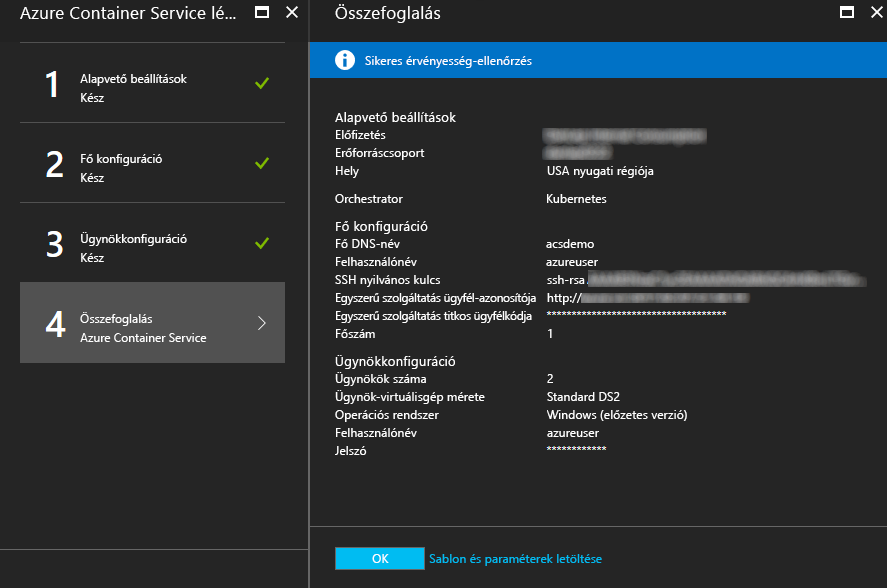 Azure Container Service lé...
1
Alapvető beállítások
Kész
2
Fő konfiguráció
Kész
3
Ügynökkonfiguráció
Kész
4
Összefoglalás
Azure Container Service
Összefoglalás
Sikeres érvényesség-ellenőrzés
Alapvető beállítások
Előfizetés
Erőforráscsoport
Hely USA nyugati régiója
Orchestrator Kubernetes
Fő konfiguráció
Fő DNS-név acsdemo
Felhasználónév azureuser
SSH nyilvános kulcs ssh-rsa
Egyszerű szolgáltatás ügyfél-azonosítója http://
Egyszerű szolgáltatás titkos ügyfélkódja ************************************
Főszám 1
Ügynökkonfiguráció
Ügynökök száma 2
Ügynök-virtuálisgép mérete Standard DS2
Operációs rendszer Windows (előzetes verzió)
Felhasználónév azureuser
Jelszó ************
OK Sablon és paraméterek letöltése